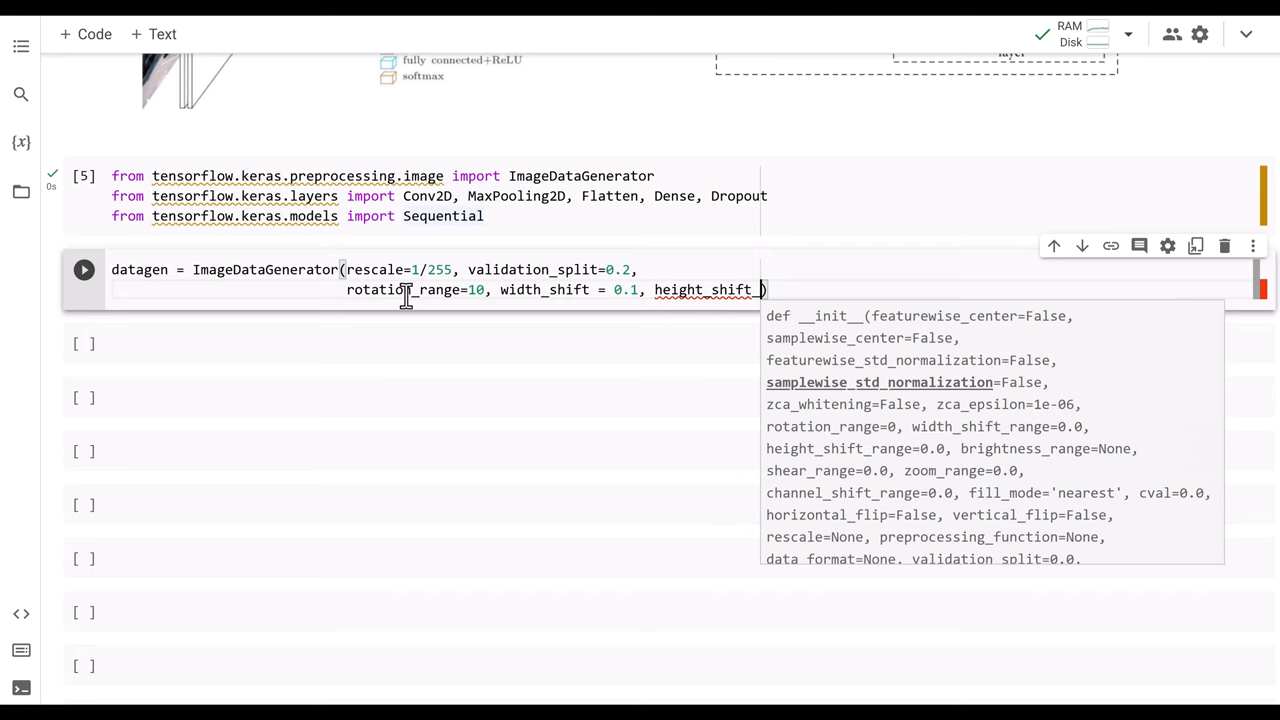 + Code + Text
RAM
Disk
fully connected+ReLU
softmax
{x}
[5] from tensorflow.keras.preprocessing.image import ImageDataGenerator
0s from tensorflow.keras.layers import Conv2D, MaxPooling2D, Flatten, Dense, Dropout
from tensorflow.keras.models import Sequential
datagen = ImageDataGenerator(rescale=1/255, validation_split=0.2,
rotation_range=10, width_shift = 0.1, height_shift_)
def __init__(featurewise_center=False,
samplewise_center=False,
featurewise_std_normalization=False,
samplewise_std_normalization=False,
zca_whitening=False, zca_epsilon=1e-06,
rotation_range=0, width_shift_range=0.0,
height_shift_range=0.0, brightness_range=None,
shear_range=0.0, zoom_range=0.0,
channel_shift_range=0.0, fill_mode='nearest', cval=0.0,
horizontal_flip=False, vertical_flip=False,
rescale=None, preprocessing_function=None,
data_format=None, validation_split=0.0,
[ ]
[ ]
[ ]
[ ]
[ ]
[ ]
[ ]